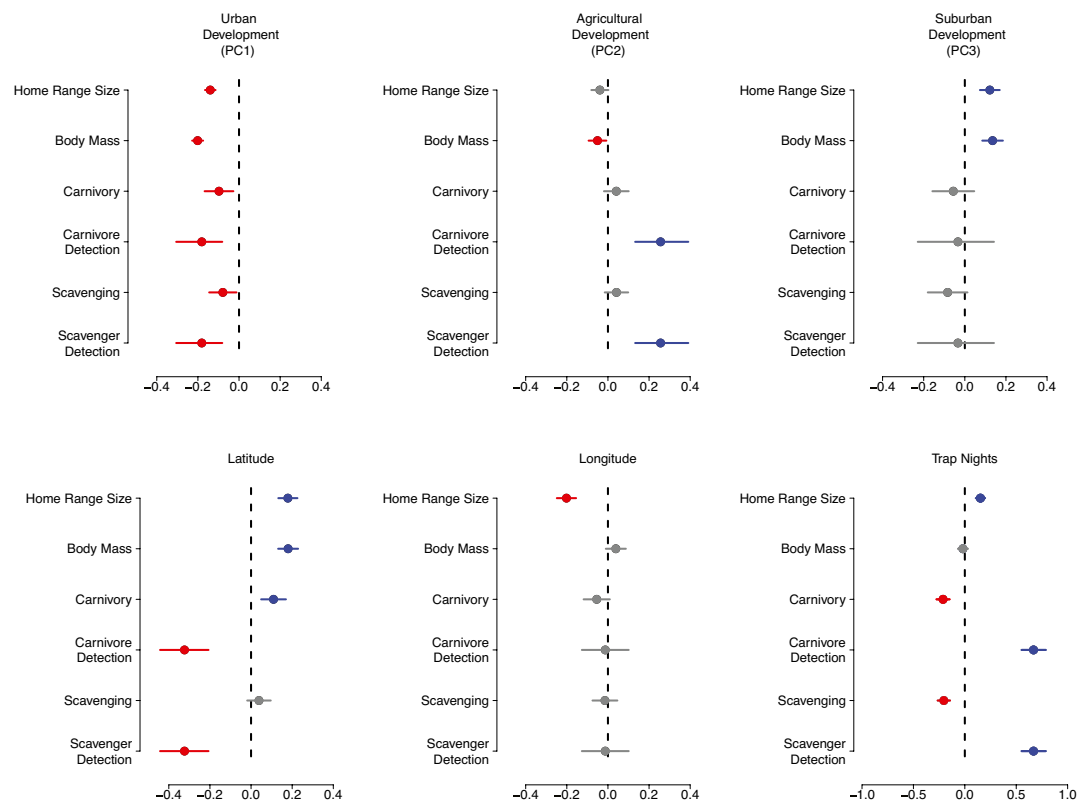 Urban
Development
(PC1)
Home Range Size
Body Mass
Carnivory
Carnivore
Detection
Scavenging
Scavenger
Detection
−0.4 −0.2 0.0 0.2 0.4
Agricultural
Development
(PC2)
Home Range Size
Body Mass
Carnivory
Carnivore
Detection
Scavenging
Scavenger
Detection
−0.4 −0.2 0.0 0.2 0.4
Suburban
Development
(PC3)
Home Range Size
Body Mass
Carnivory
Carnivore
Detection
Scavenging
Scavenger
Detection
−0.4 −0.2 0.0 0.2 0.4
Latitude
Home Range Size
Body Mass
Carnivory
Carnivore
Detection
Scavenging
Scavenger
Detection
−0.4 −0.2 0.0 0.2 0.4
Longitude
Home Range Size
Body Mass
Carnivory
Carnivore
Detection
Scavenging
Scavenger
Detection
−0.4 −0.2 0.0 0.2 0.4
Trap Nights
Home Range Size
Body Mass
Carnivory
Carnivore
Detection
Scavenging
Scavenger
Detection
−1.0 −0.5 0.0 0.5 1.0